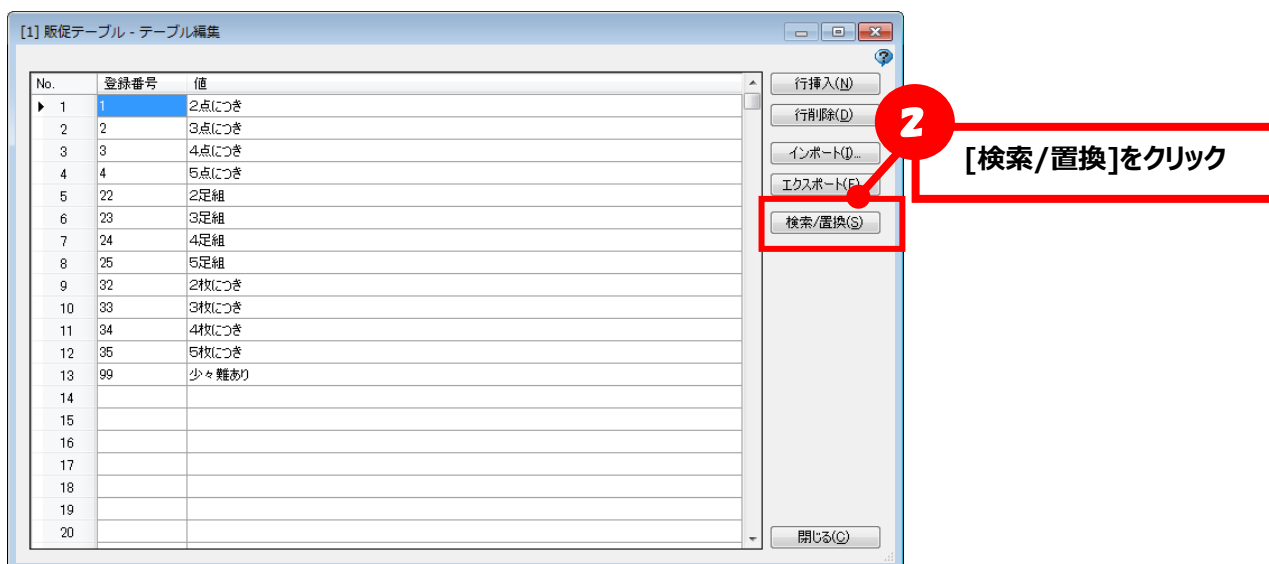 [1] 販促テーブル - テーブル編集
No. 登録番号 値
1 1 2点につき
2 2 3点につき
3 3 4点につき
4 4 5点につき
5 22 2足組
6 23 3足組
7 24 4足組
8 25 5足組
9 32 2枚につき
10 33 3枚につき
11 34 4枚につき
12 35 5枚につき
13 99 少々難あり
14
15
16
17
18
19
20
行挿入(N)
行削除(D)
インポート(I)...
エクスポート(E)
検索/置換(S)
閉じる(C)
2
[検索/置換]をクリック